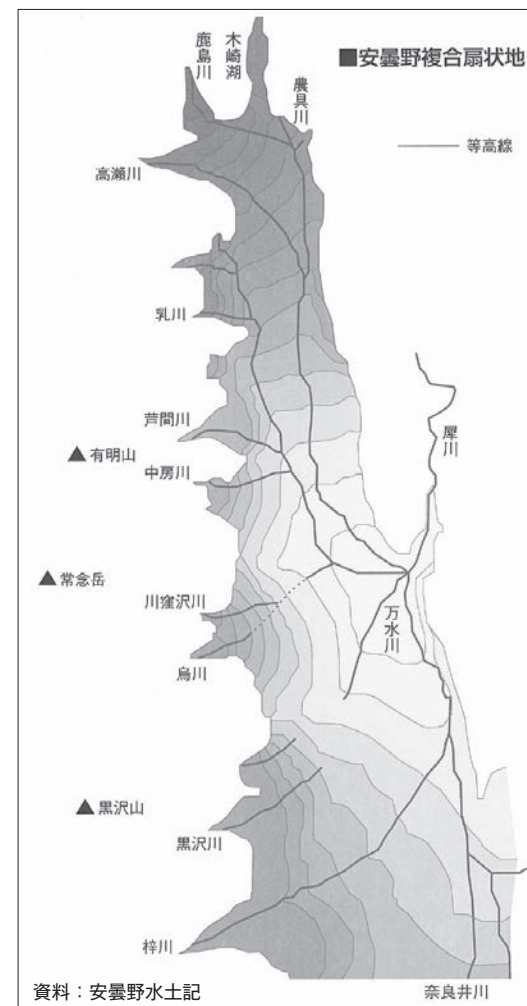 ■安曇野複合扇状地
等高線
鹿島川
木崎湖
農具川
高瀬川
乳川
芦間川
▲有明山
中房川
犀川
▲常念岳
川窪沢川
万水川
烏川
▲黒沢山
黒沢川
梓川
奈良井川
資料：安曇野水土記